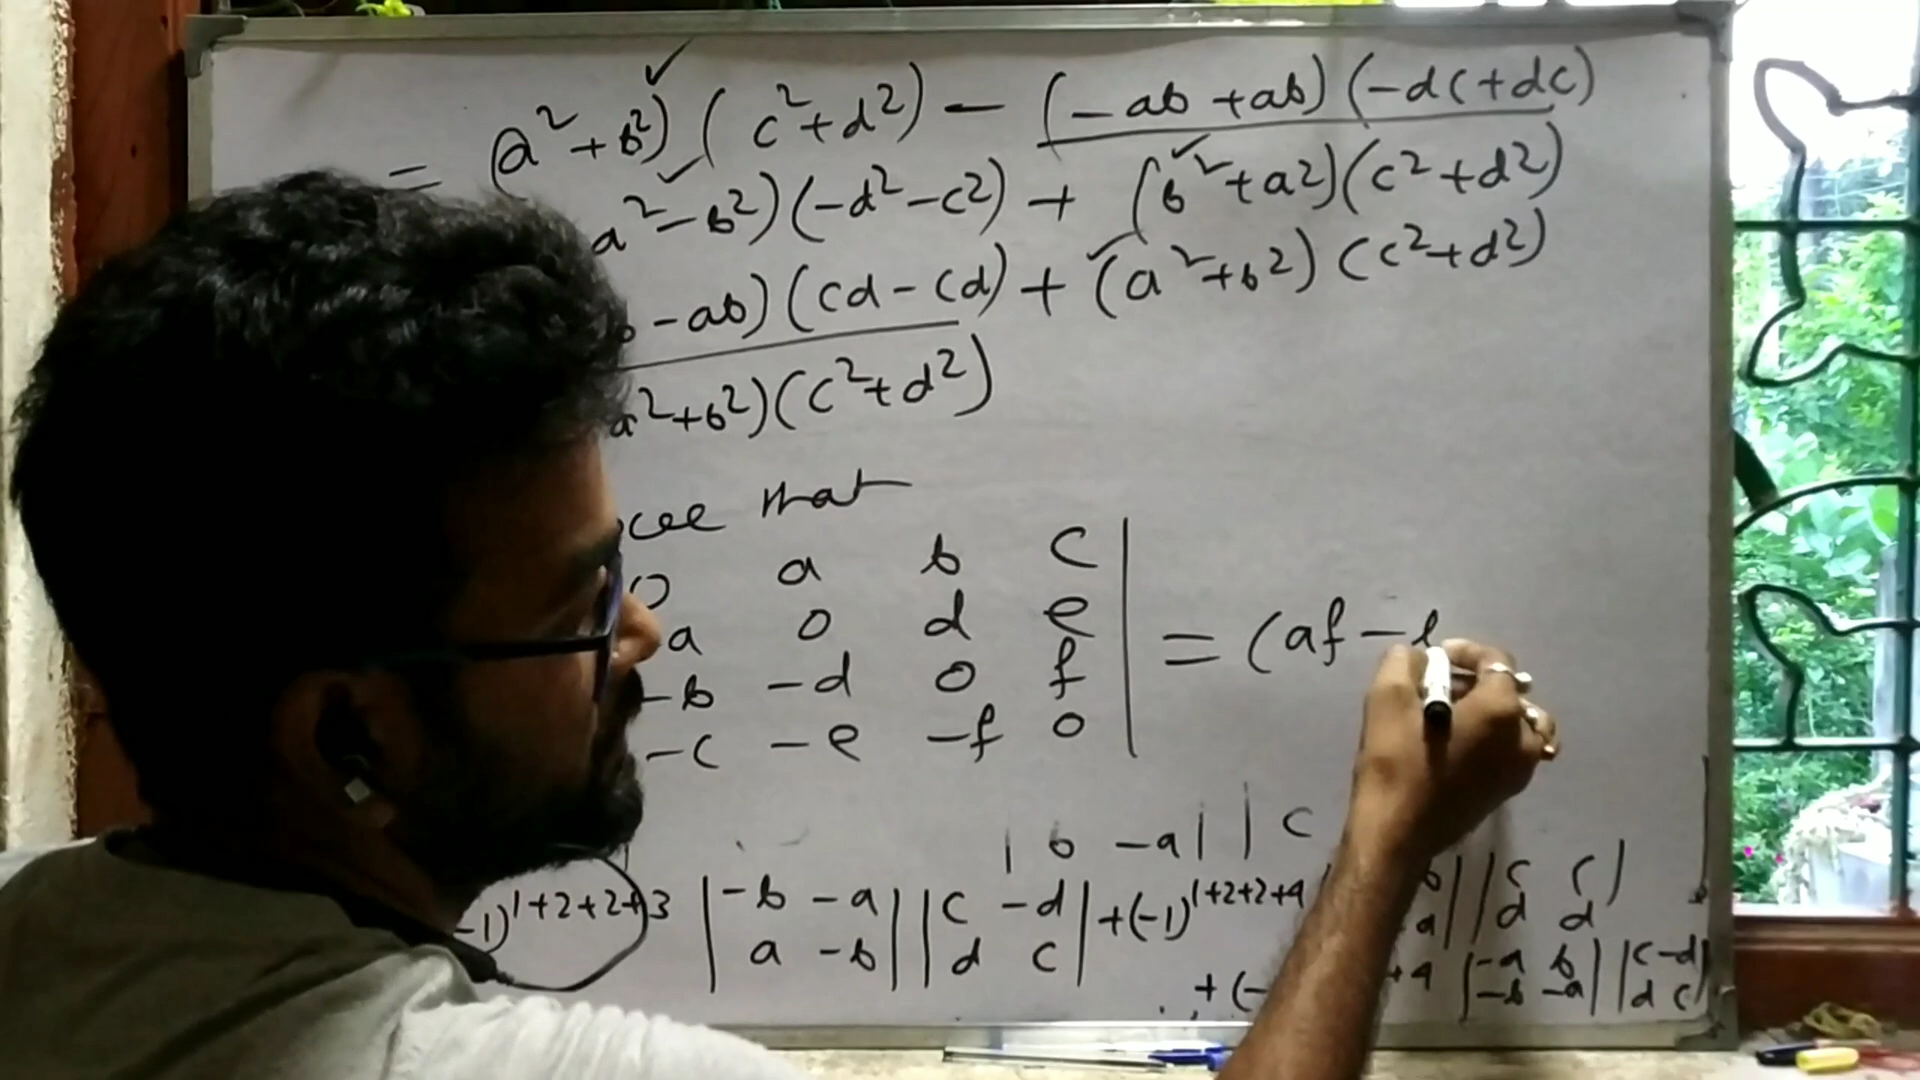 = (a²+b²) (c²+d²) - (-ab+ab) (-dc+dc)
a²-b²)(-d²-c²) + (b²+a²)(c²+d²)
-ab) (cd-cd) + (a²+b²) (c²+d²)
a²+b²)(c²+d²)
that
0 a b c
a 0 d e
-b -d 0 f = (af-
-c -e -f 0
| b -a | | c
-1)^1+2+2+3 | -b -a | | c -d | +(-1)^1+2+2+4 b | | c c |
| a -b | | d c | a | | d d |
+(- +4 | -a b | | c -d |
| -b -a | | d c |